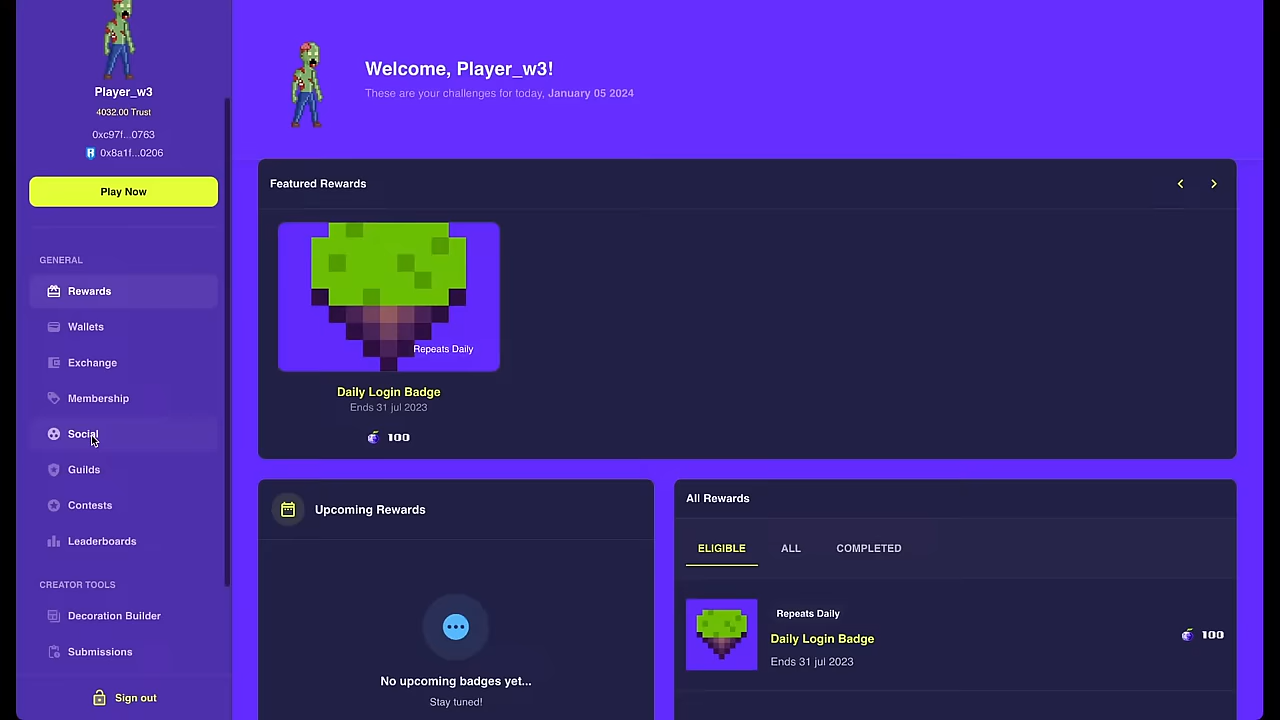 Player_w3
4032.00 Trust
0xc97f...0763
0x8a1f...0206
Play Now
GENERAL
Rewards
Wallets
Exchange
Membership
Social
Guilds
Contests
Leaderboards
CREATOR TOOLS
Decoration Builder
Submissions
Sign out
Welcome, Player_w3!
These are your challenges for today, January 05 2024
Featured Rewards
Repeats Daily
Daily Login Badge
Ends 31 jul 2023
100
Upcoming Rewards
No upcoming badges yet...
Stay tuned!
All Rewards
ELIGIBLE ALL COMPLETED
Repeats Daily
Daily Login Badge
100
Ends 31 jul 2023